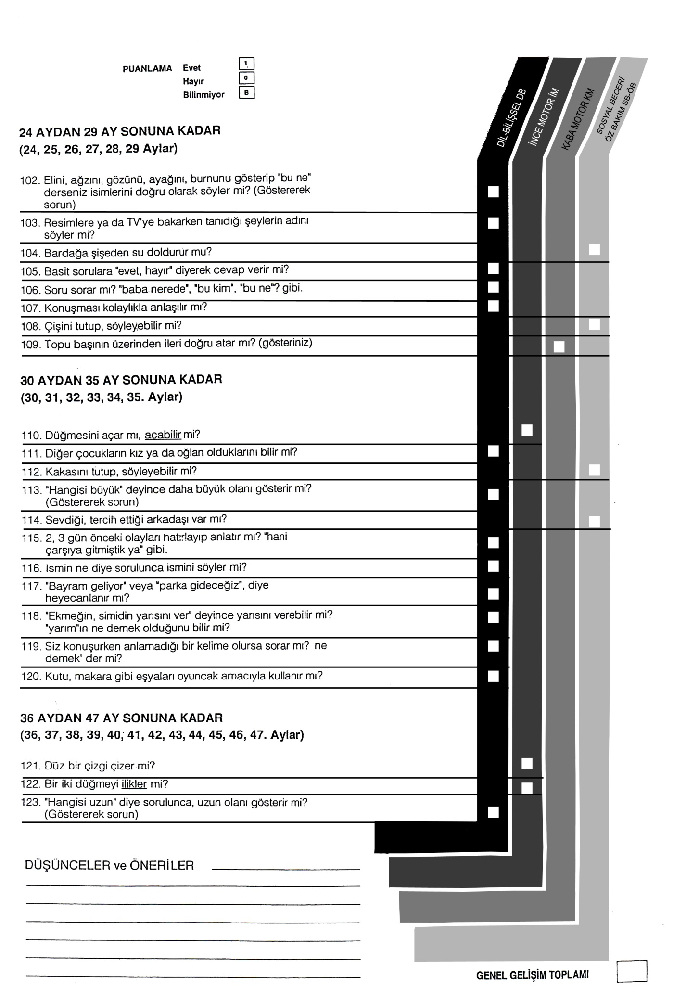 PUANLAMA Evet 1
Hayır 0
Bilinmiyor B
DİL-BİLİŞSEL DB
İNCE MOTOR İM
KABA MOTOR KM
SOSYAL BECERİ
ÖZ BAKIM SB-ÖB
24 AYDAN 29 AY SONUNA KADAR
(24, 25, 26, 27, 28, 29 Aylar)
102. Elini, ağzını, gözünü, ayağını, burnunu gösterip "bu ne"
derseniz isimlerini doğru olarak söyler mi? (Göstererek
sorun)
103. Resimlere ya da TV'ye bakarken tanıdığı şeylerin adını
söyler mi?
104. Bardağa şişeden su doldurur mu?
105. Basit sorulara "evet, hayır" diyerek cevap verir mi?
106. Soru sorar mı? "baba nerede", "bu kim", "bu ne"? gibi.
107. Konuşması kolaylıkla anlaşılır mı?
108. Çişini tutup, söyleyebilir mi?
109. Topu başının üzerinden ileri doğru atar mı? (gösteriniz)
30 AYDAN 35 AY SONUNA KADAR
(30, 31, 32, 33, 34, 35. Aylar)
110. Düğmesini açar mı, açabilir mi?
111. Diğer çocukların kız ya da oğlan olduklarını bilir mi?
112. Kakasını tutup, söyleyebilir mi?
113. "Hangisi büyük" deyince daha büyük olanı gösterir mi?
(Göstererek sorun)
114. Sevdiği, tercih ettiği arkadaşı var mı?
115. 2, 3 gün önceki olayları hatırlayıp anlatır mı? "hani
çarşıya gitmiştik ya" gibi.
116. Ismin ne diye sorulunca ismini söyler mi?
117. "Bayram geliyor" veya "parka gideceğiz", diye
heyecanlanır mı?
118. "Ekmeğin, simidin yarısını ver" deyince yarısını verebilir mi?
"yarım"ın ne demek olduğunu bilir mi?
119. Siz konuşurken anlamadığı bir kelime olursa sorar mı? ne
demek' der mi?
120. Kutu, makara gibi eşyaları oyuncak amacıyla kullanır mı?
36 AYDAN 47 AY SONUNA KADAR
(36, 37, 38, 39, 40, 41, 42, 43, 44, 45, 46, 47. Aylar)
121. Düz bir çizgi çizer mi?
122. Bir iki düğmeyi ilikler mi?
123. "Hangisi uzun" diye sorulunca, uzun olanı gösterir mi?
(Göstererek sorun)
DÜŞÜNCELER ve ÖNERİLER
GENEL GELİŞİM TOPLAMI